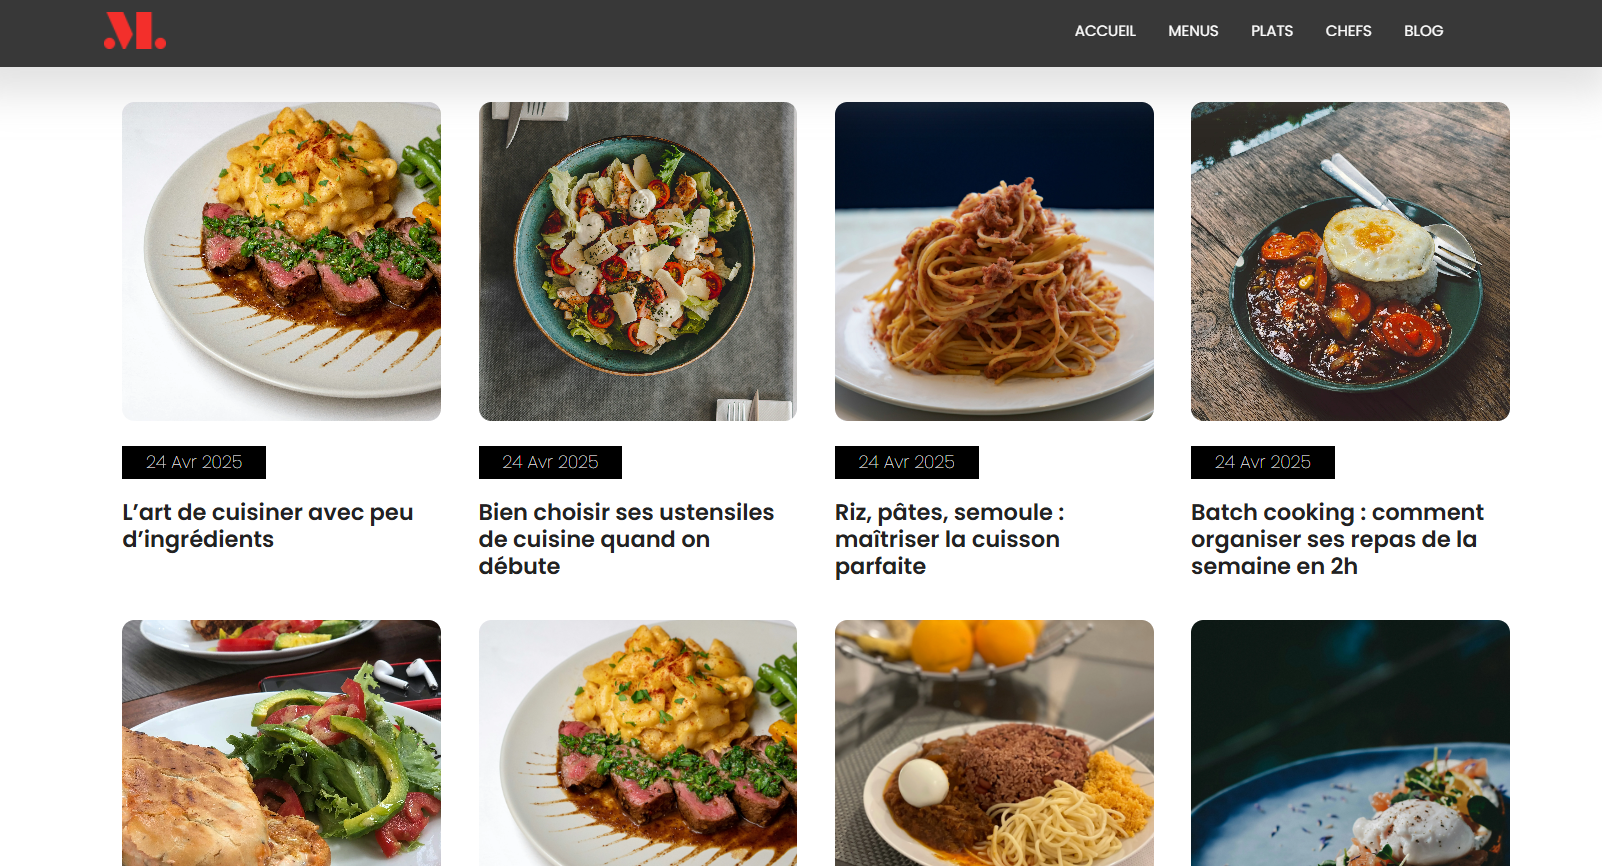 M.
ACCUEIL MENUS PLATS CHEFS BLOG
24 Avr 2025
L’art de cuisiner avec peu
d’ingrédients
24 Avr 2025
Bien choisir ses ustensiles
de cuisine quand on
débute
24 Avr 2025
Riz, pâtes, semoule :
maîtriser la cuisson
parfaite
24 Avr 2025
Batch cooking : comment
organiser ses repas de la
semaine en 2h